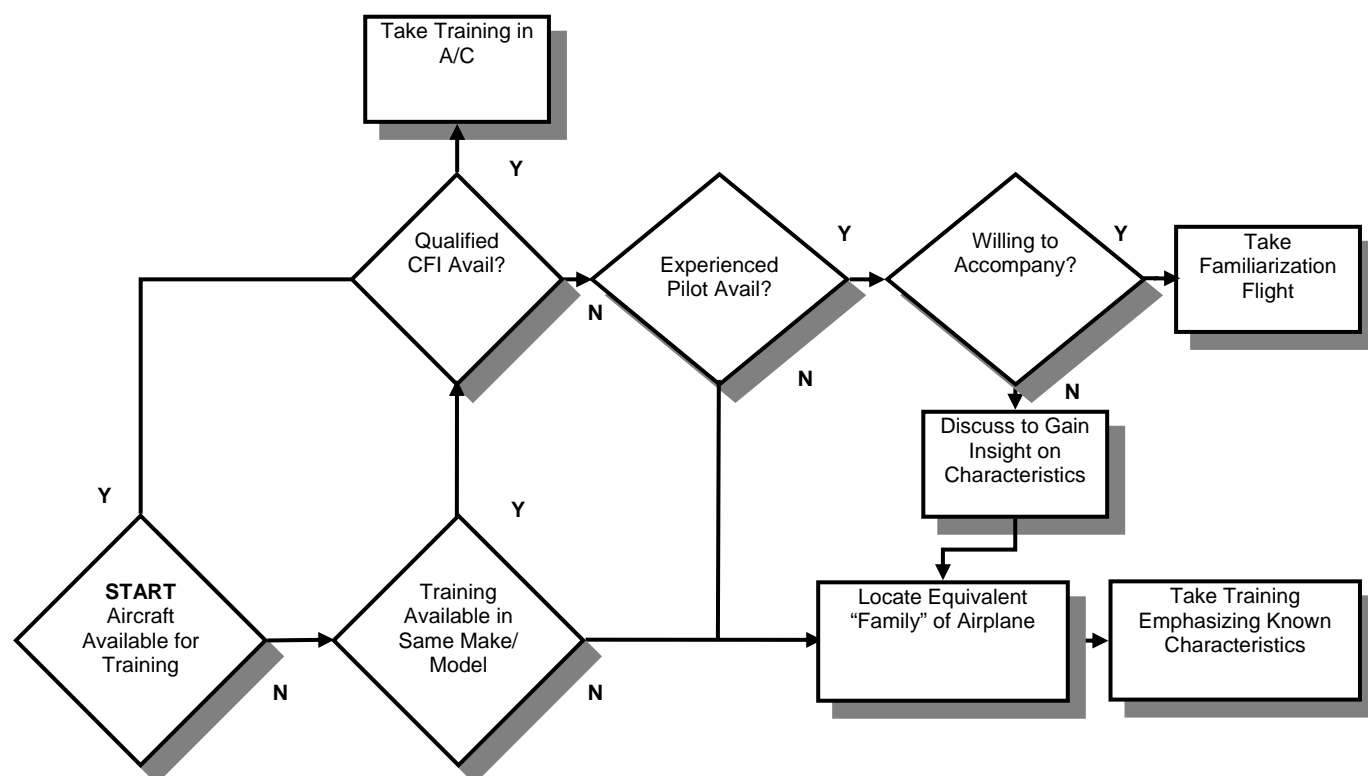 Take Training in
A/C
Y
Qualified
CFI Avail?
N
Experienced
Pilot Avail?
Y
N
Willing to
Accompany?
Y
N
Take
Familiarization
Flight
Discuss to Gain
Insight on
Characteristics
Y
START
Aircraft
Available for
Training
N
Y
Training
Available in
Same Make/
Model
N
Locate Equivalent
“Family” of Airplane
Take Training
Emphasizing Known
Characteristics